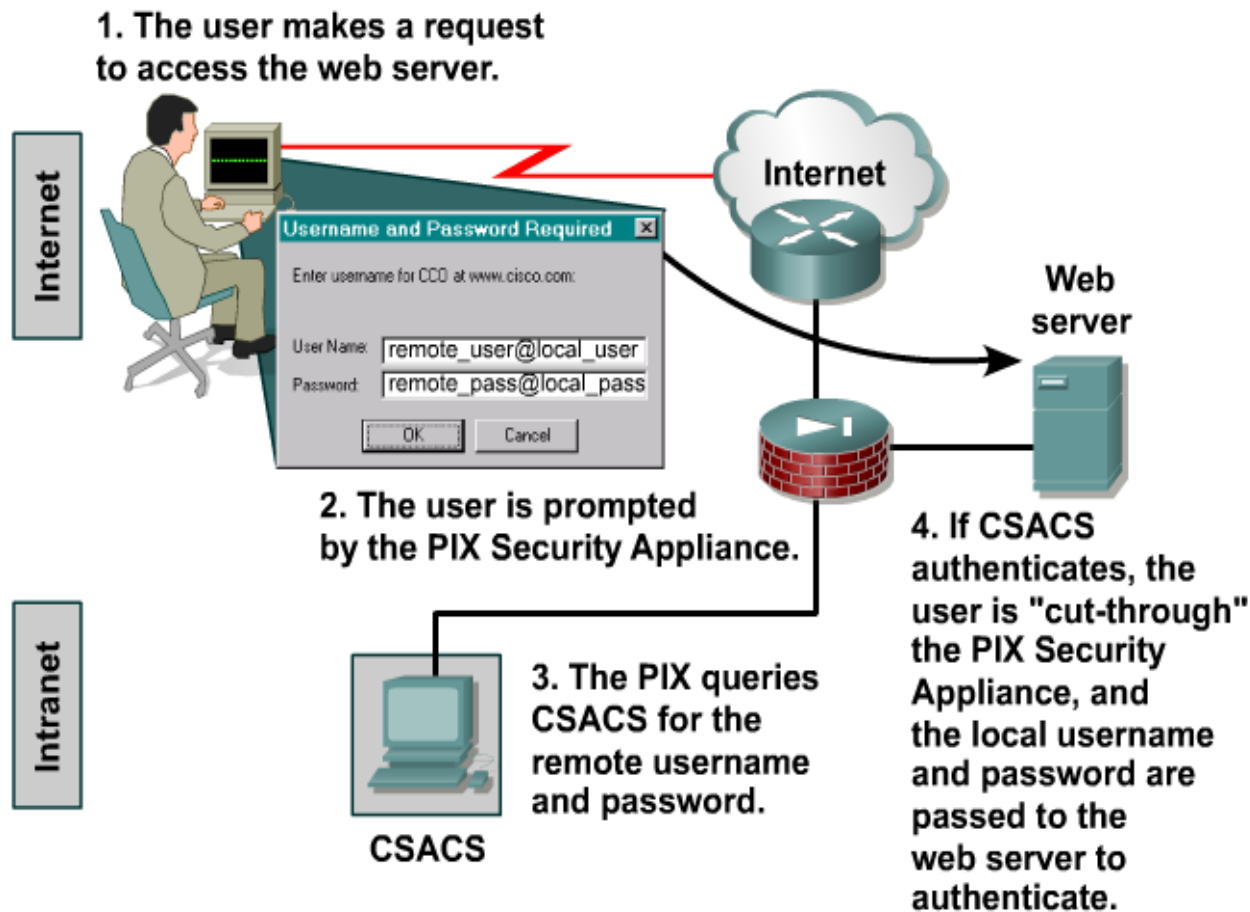 1. The user makes a request
to access the web server.
Internet
Internet
Username and Password Required
Enter username for CCO at www.cisco.com:
User Name: remote_user@local_user
Password: remote_pass@local_pass
OK Cancel
Web
server
2. The user is prompted
by the PIX Security Appliance.
4. If CSACS
authenticates, the
user is "cut-through"
the PIX Security
Appliance, and
the local username
and password are
passed to the
web server to
authenticate.
Intranet
3. The PIX queries
CSACS for the
remote username
and password.
CSACS